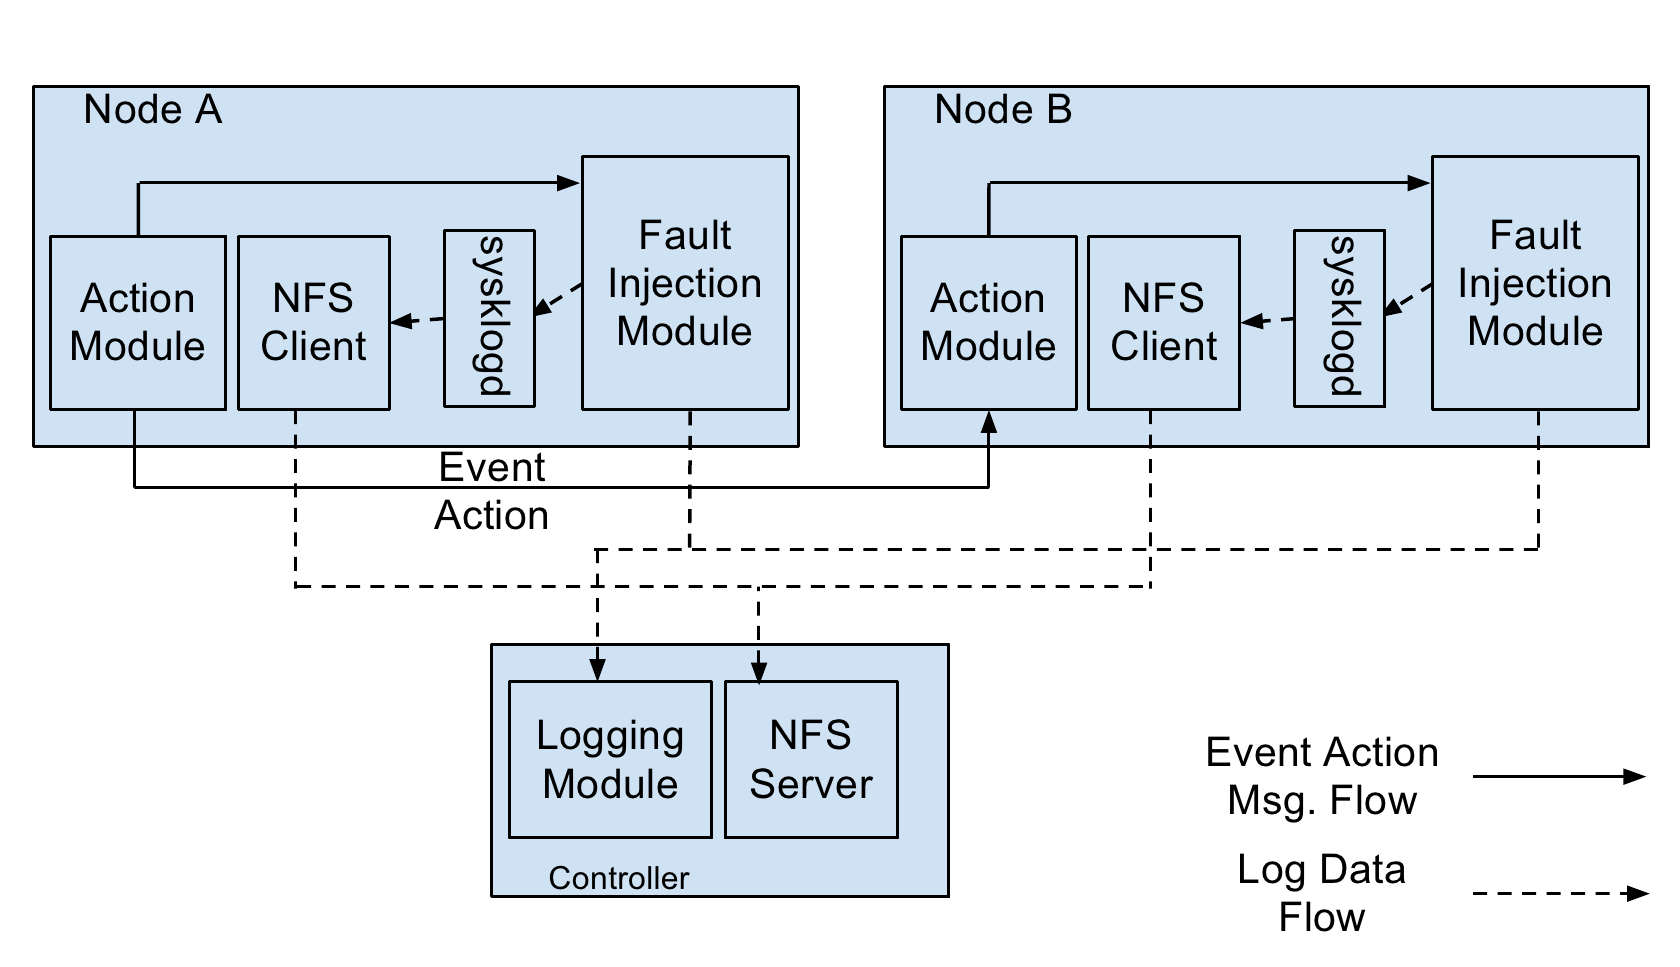 Node A
Action
Module
NFS
Client
sysklogd
Fault
Injection
Module
Node B
Action
Module
NFS
Client
sysklogd
Fault
Injection
Module
Event
Action
Logging
Module
NFS
Server
Controller
Event Action
Msg. Flow
Log Data
Flow